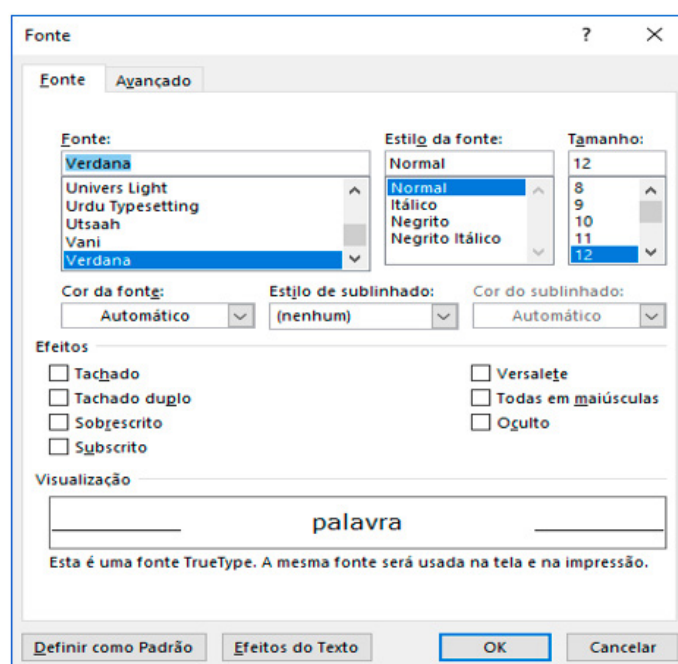 Fonte ? ×
Fonte Avançado
Fonte: Estilo da fonte: Tamanho:
Verdana Normal 12
Univers Light Normal 8
Urdu Typesetting Itálico 9
Utsaah Negrito 10
Vani Negrito Itálico 11
Verdana 12
Cor da fonte: Estilo de sublinhado: Cor do sublinhado:
Automático (nenhum) Automático
Efeitos
Tachado Versalete
Tachado duplo Todas em maiúsculas
Sobrescrito Oculto
Subscrito
Visualização
palavra
Esta é uma fonte TrueType. A mesma fonte será usada na tela e na impressão.
Definir como Padrão Efeitos do Texto OK Cancelar